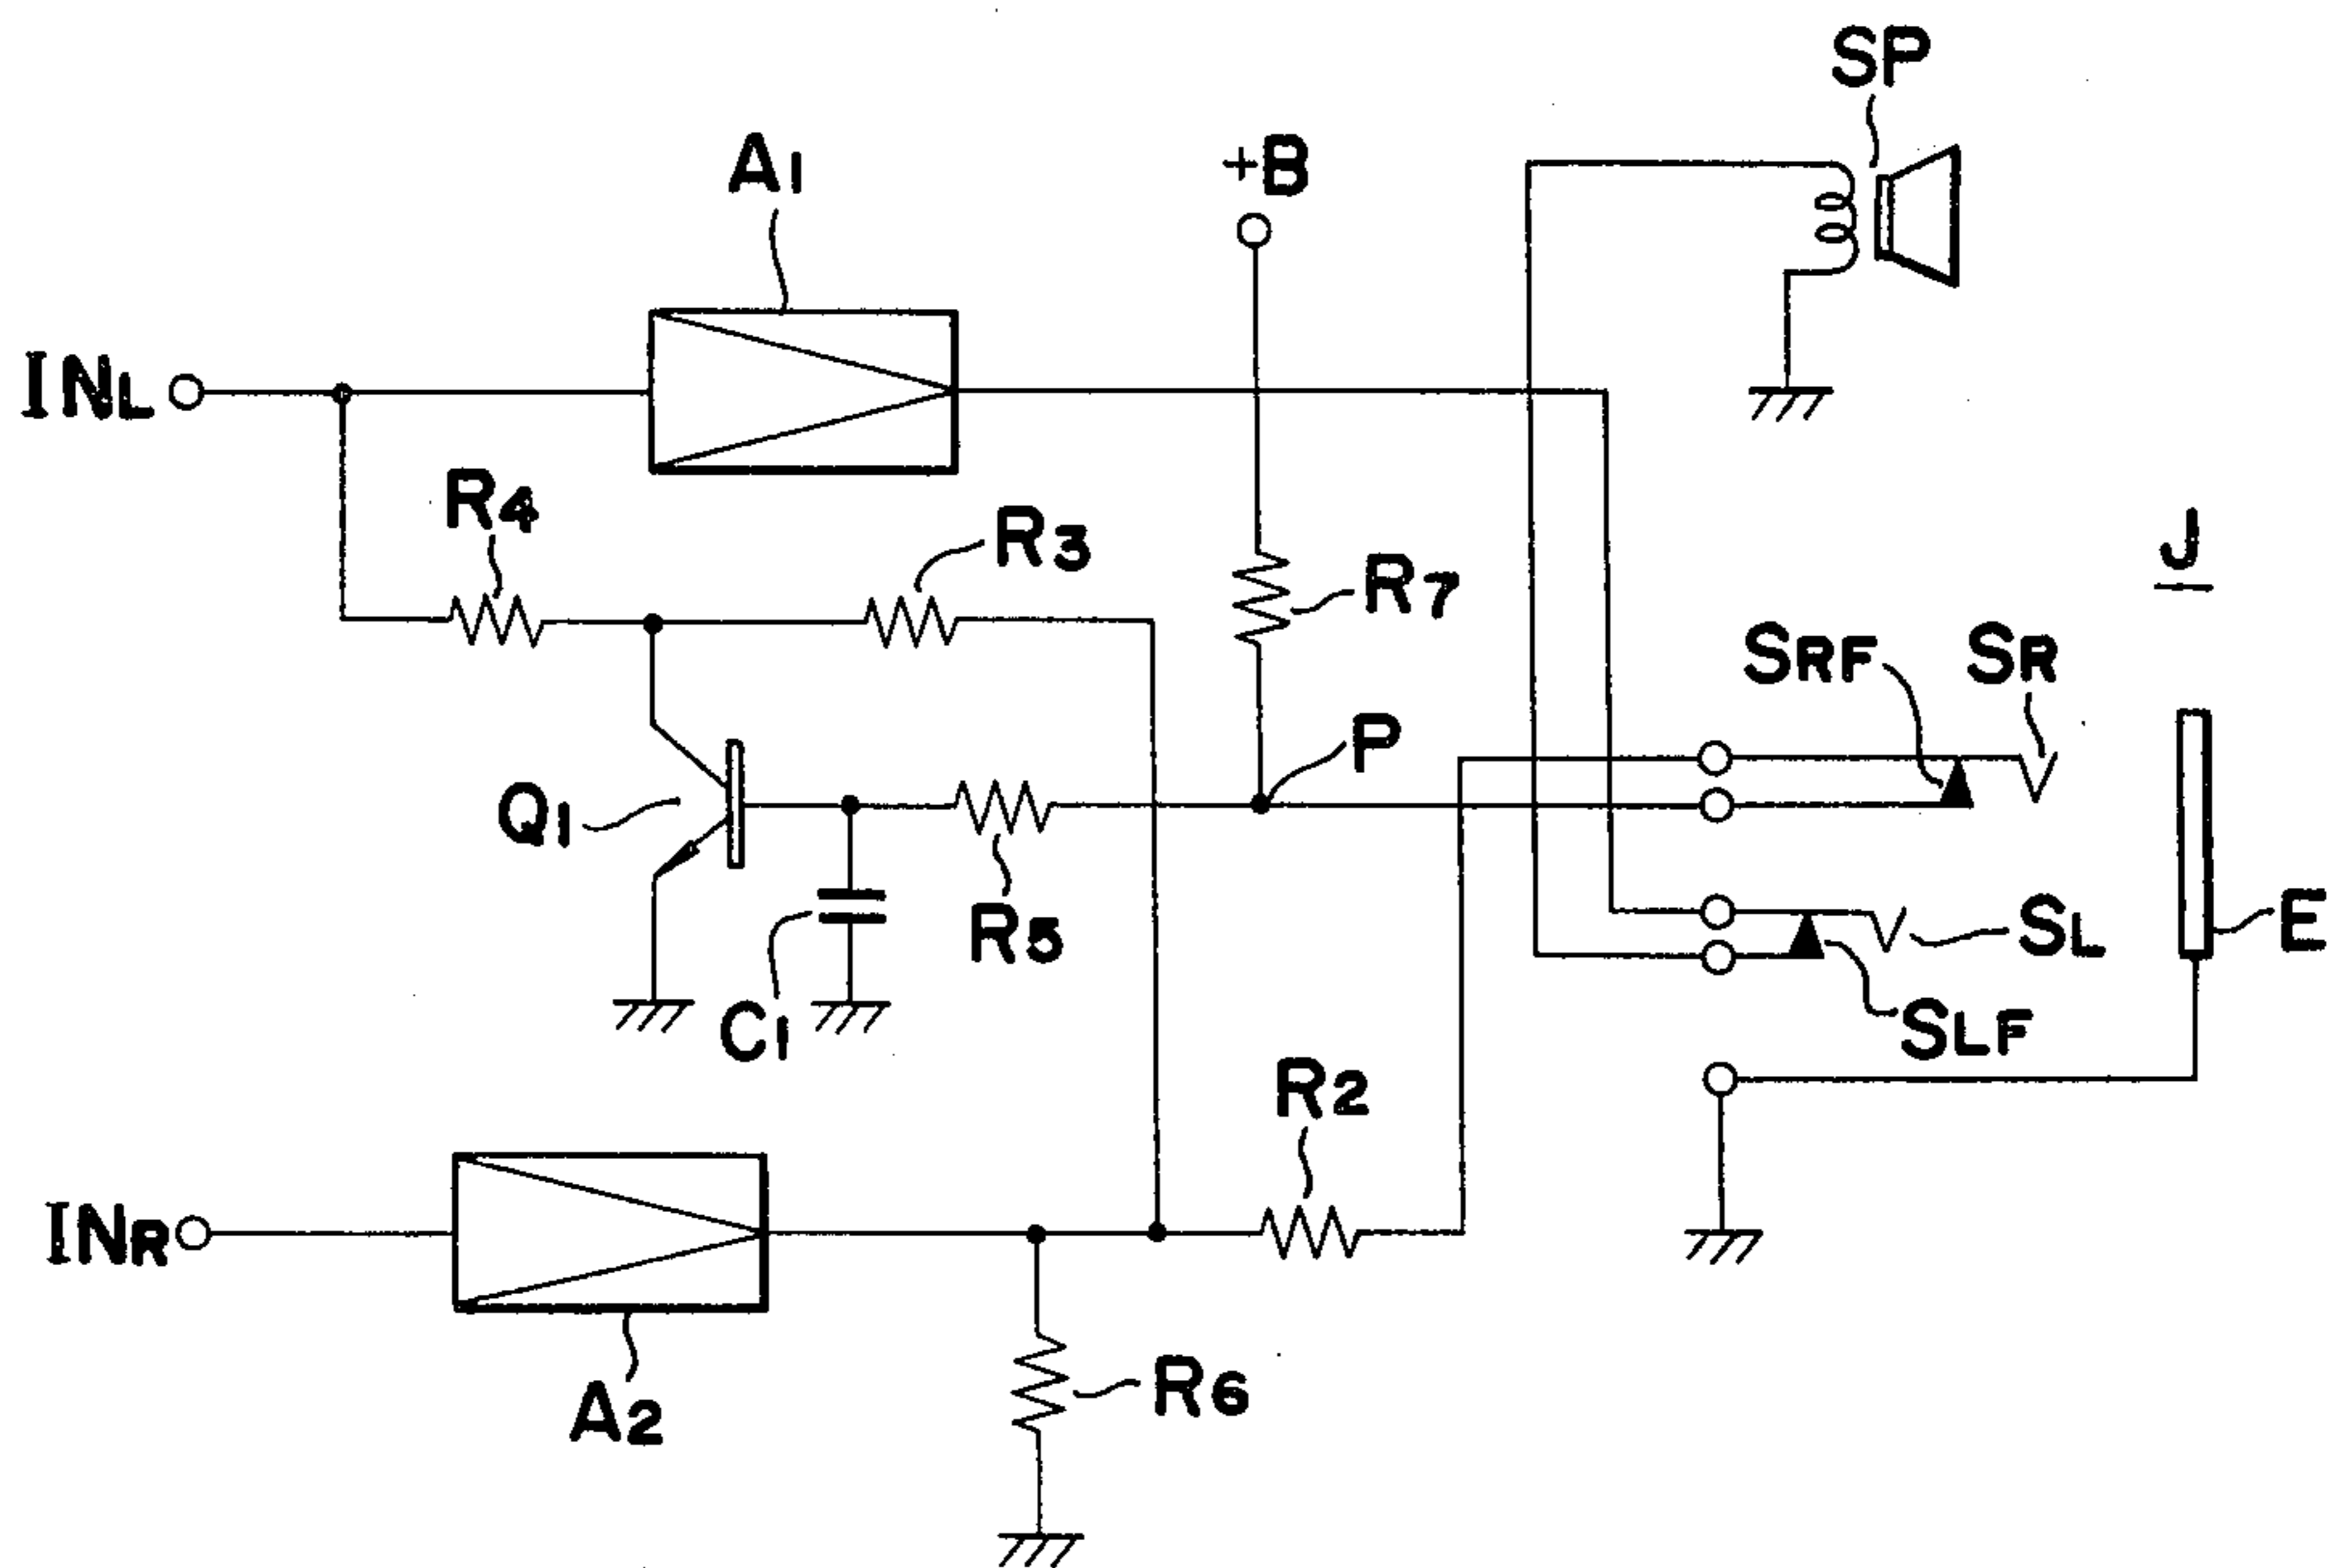 SP
A1
+B
INL
R4
R3
R7
J
SRF
SR
P
Q1
R5
SL
E
C1
SLF
R2
INR
A2
R6